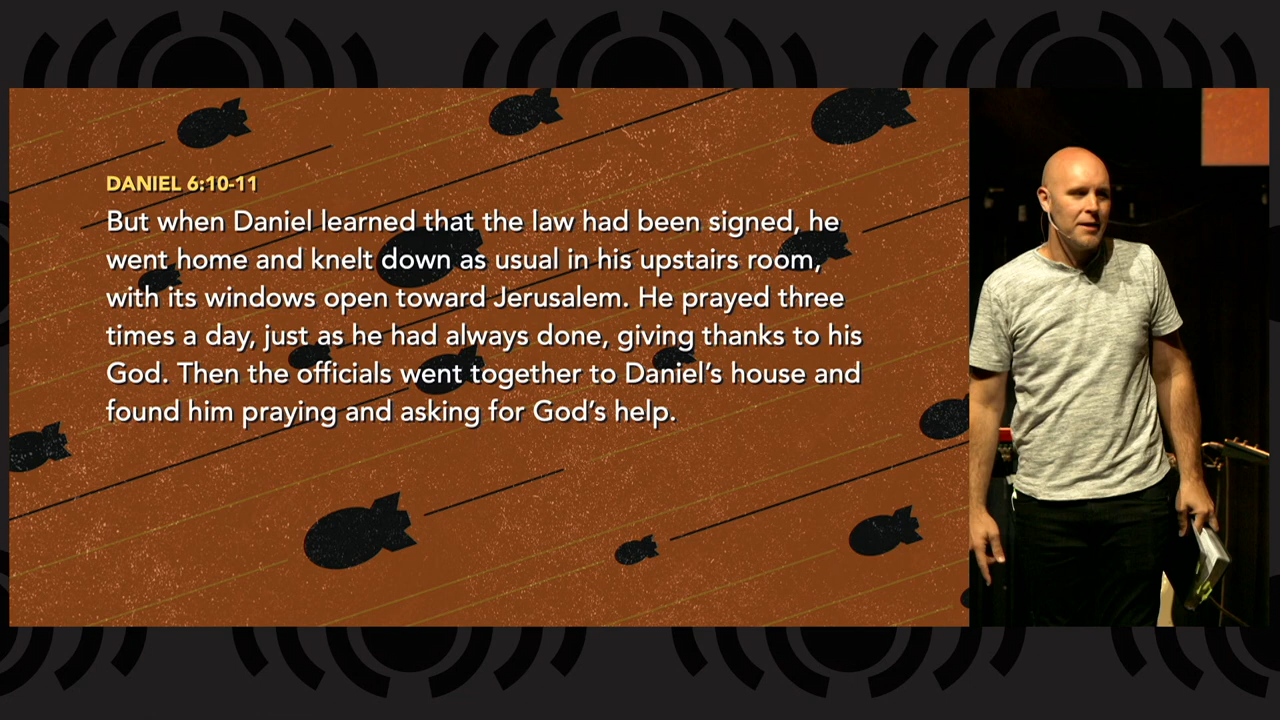 DANIEL 6:10-11
But when Daniel learned that the law had been signed, he
went home and knelt down as usual in his upstairs room,
with its windows open toward Jerusalem. He prayed three
times a day, just as he had always done, giving thanks to his
God. Then the officials went together to Daniel’s house and
found him praying and asking for God’s help.